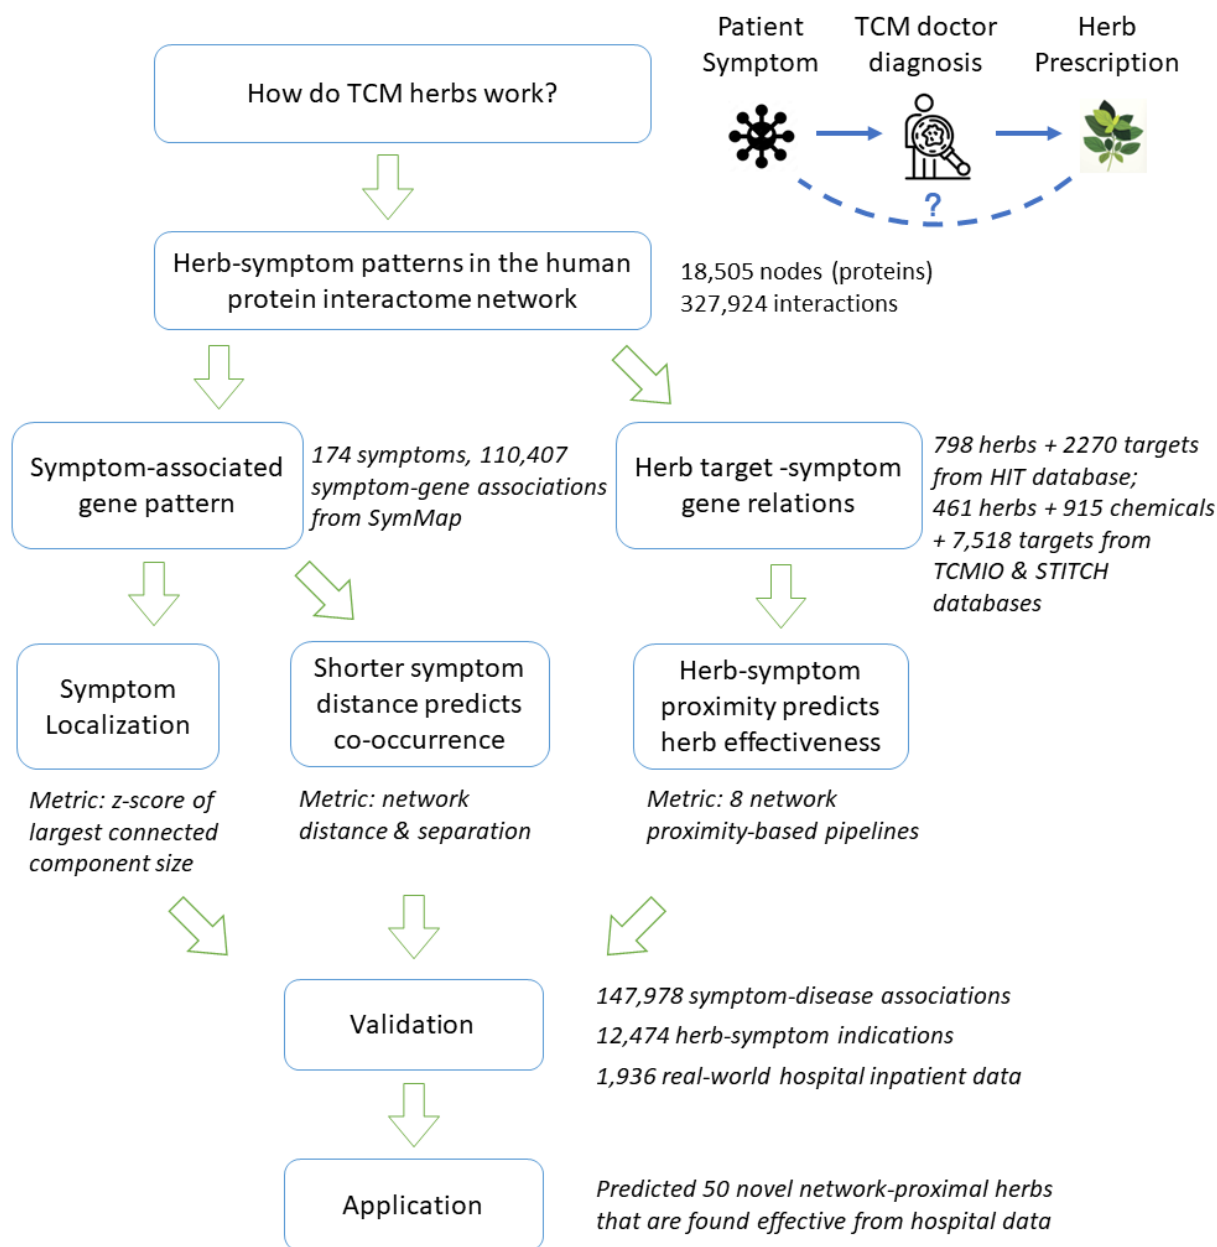 How do TCM herbs work?
Patient
Symptom
TCM doctor
diagnosis
Herb
Prescription
?
Herb-symptom patterns in the human
protein interactome network
18,505 nodes (proteins)
327,924 interactions
Symptom-associated
gene pattern
174 symptoms, 110,407
symptom-gene associations
from SymMap
Herb target -symptom
gene relations
798 herbs + 2270 targets
from HIT database;
461 herbs + 915 chemicals
+ 7,518 targets from
TCMIO & STITCH
databases
Symptom
Localization
Shorter symptom
distance predicts
co-occurrence
Herb-symptom
proximity predicts
herb effectiveness
Metric: z-score of
largest connected
component size
Metric: network
distance & separation
Metric: 8 network
proximity-based pipelines
Validation
147,978 symptom-disease associations
12,474 herb-symptom indications
1,936 real-world hospital inpatient data
Application
Predicted 50 novel network-proximal herbs
that are found effective from hospital data